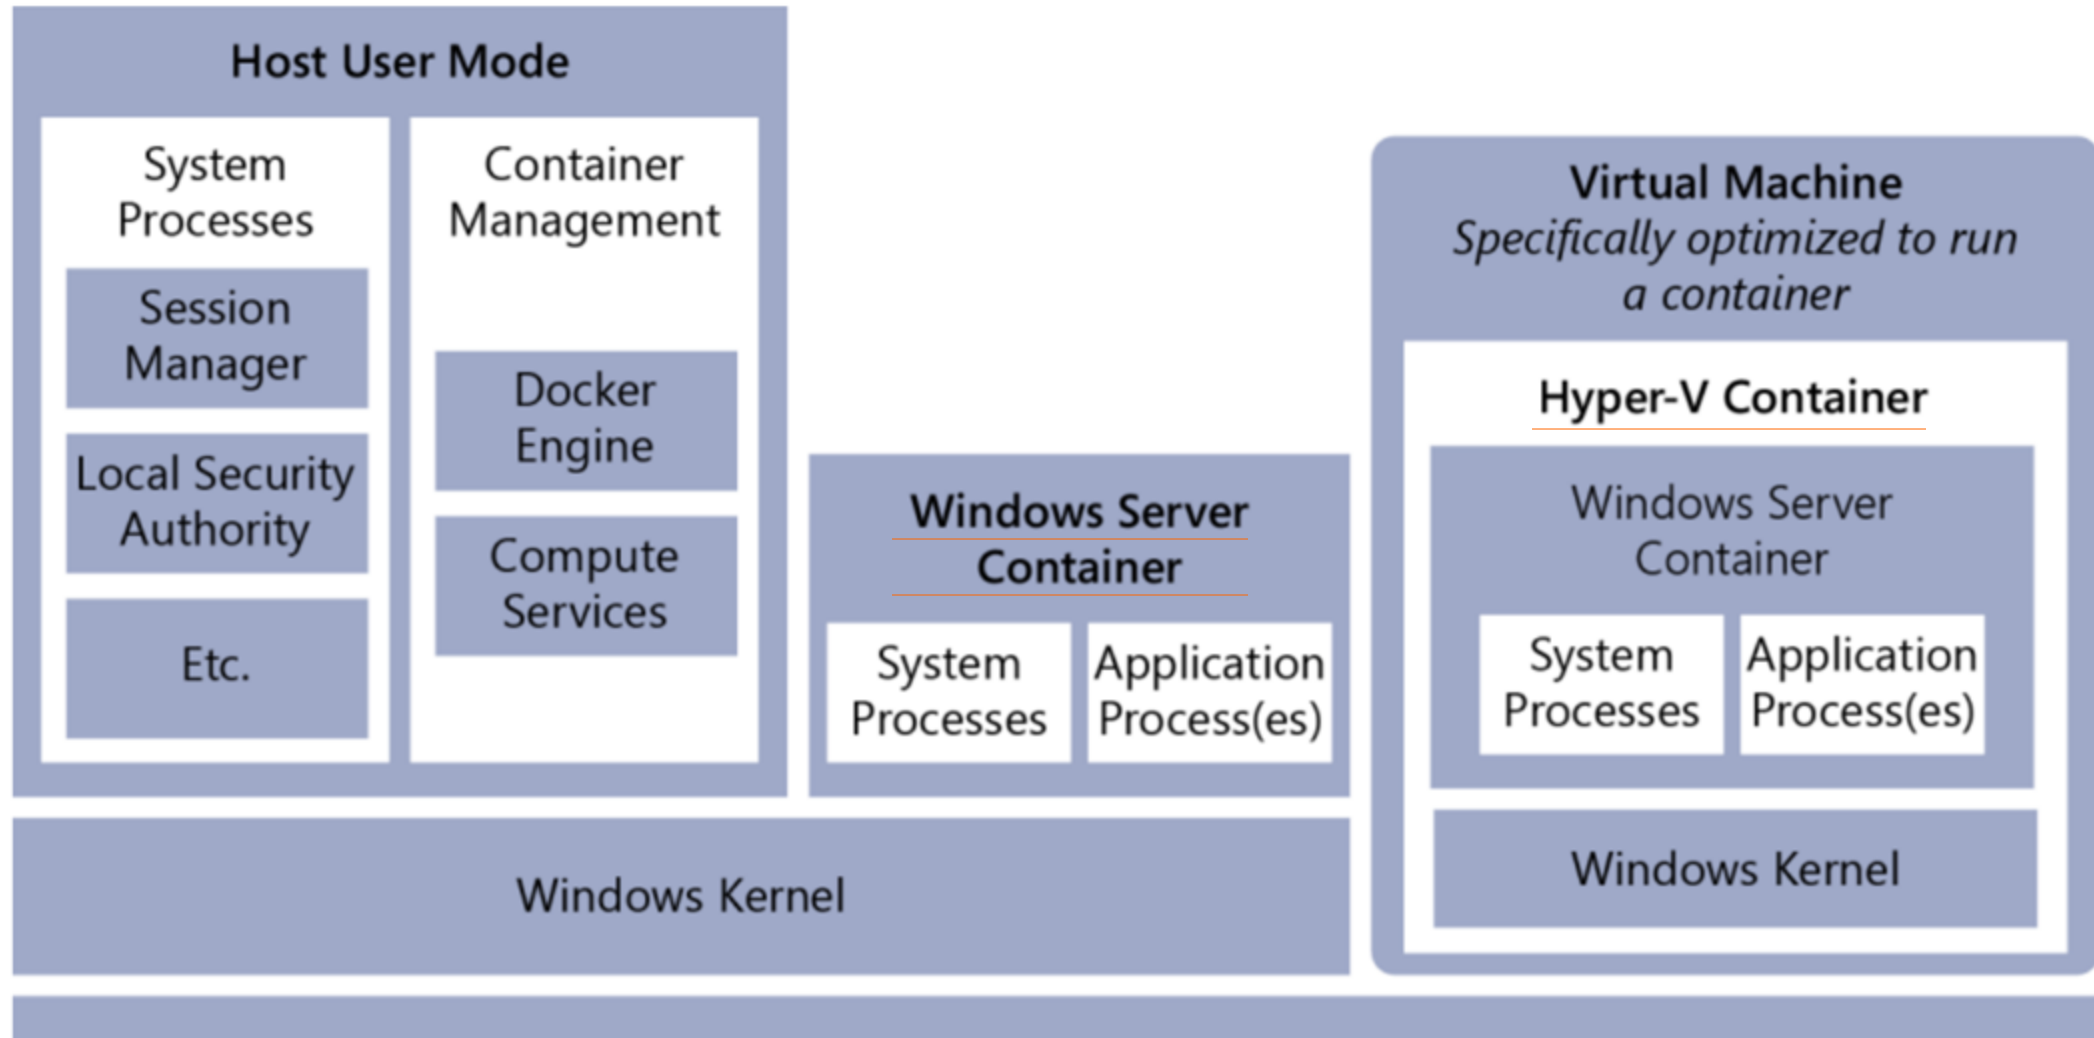 Host User Mode
System
Processes
Session
Manager
Local Security
Authority
Etc.
Container
Management
Docker
Engine
Compute
Services
Windows Server
Container
System
Processes
Application
Process(es)
Windows Kernel
Virtual Machine
Specifically optimized to run
a container
Hyper-V Container
Windows Server
Container
System
Processes
Application
Process(es)
Windows Kernel